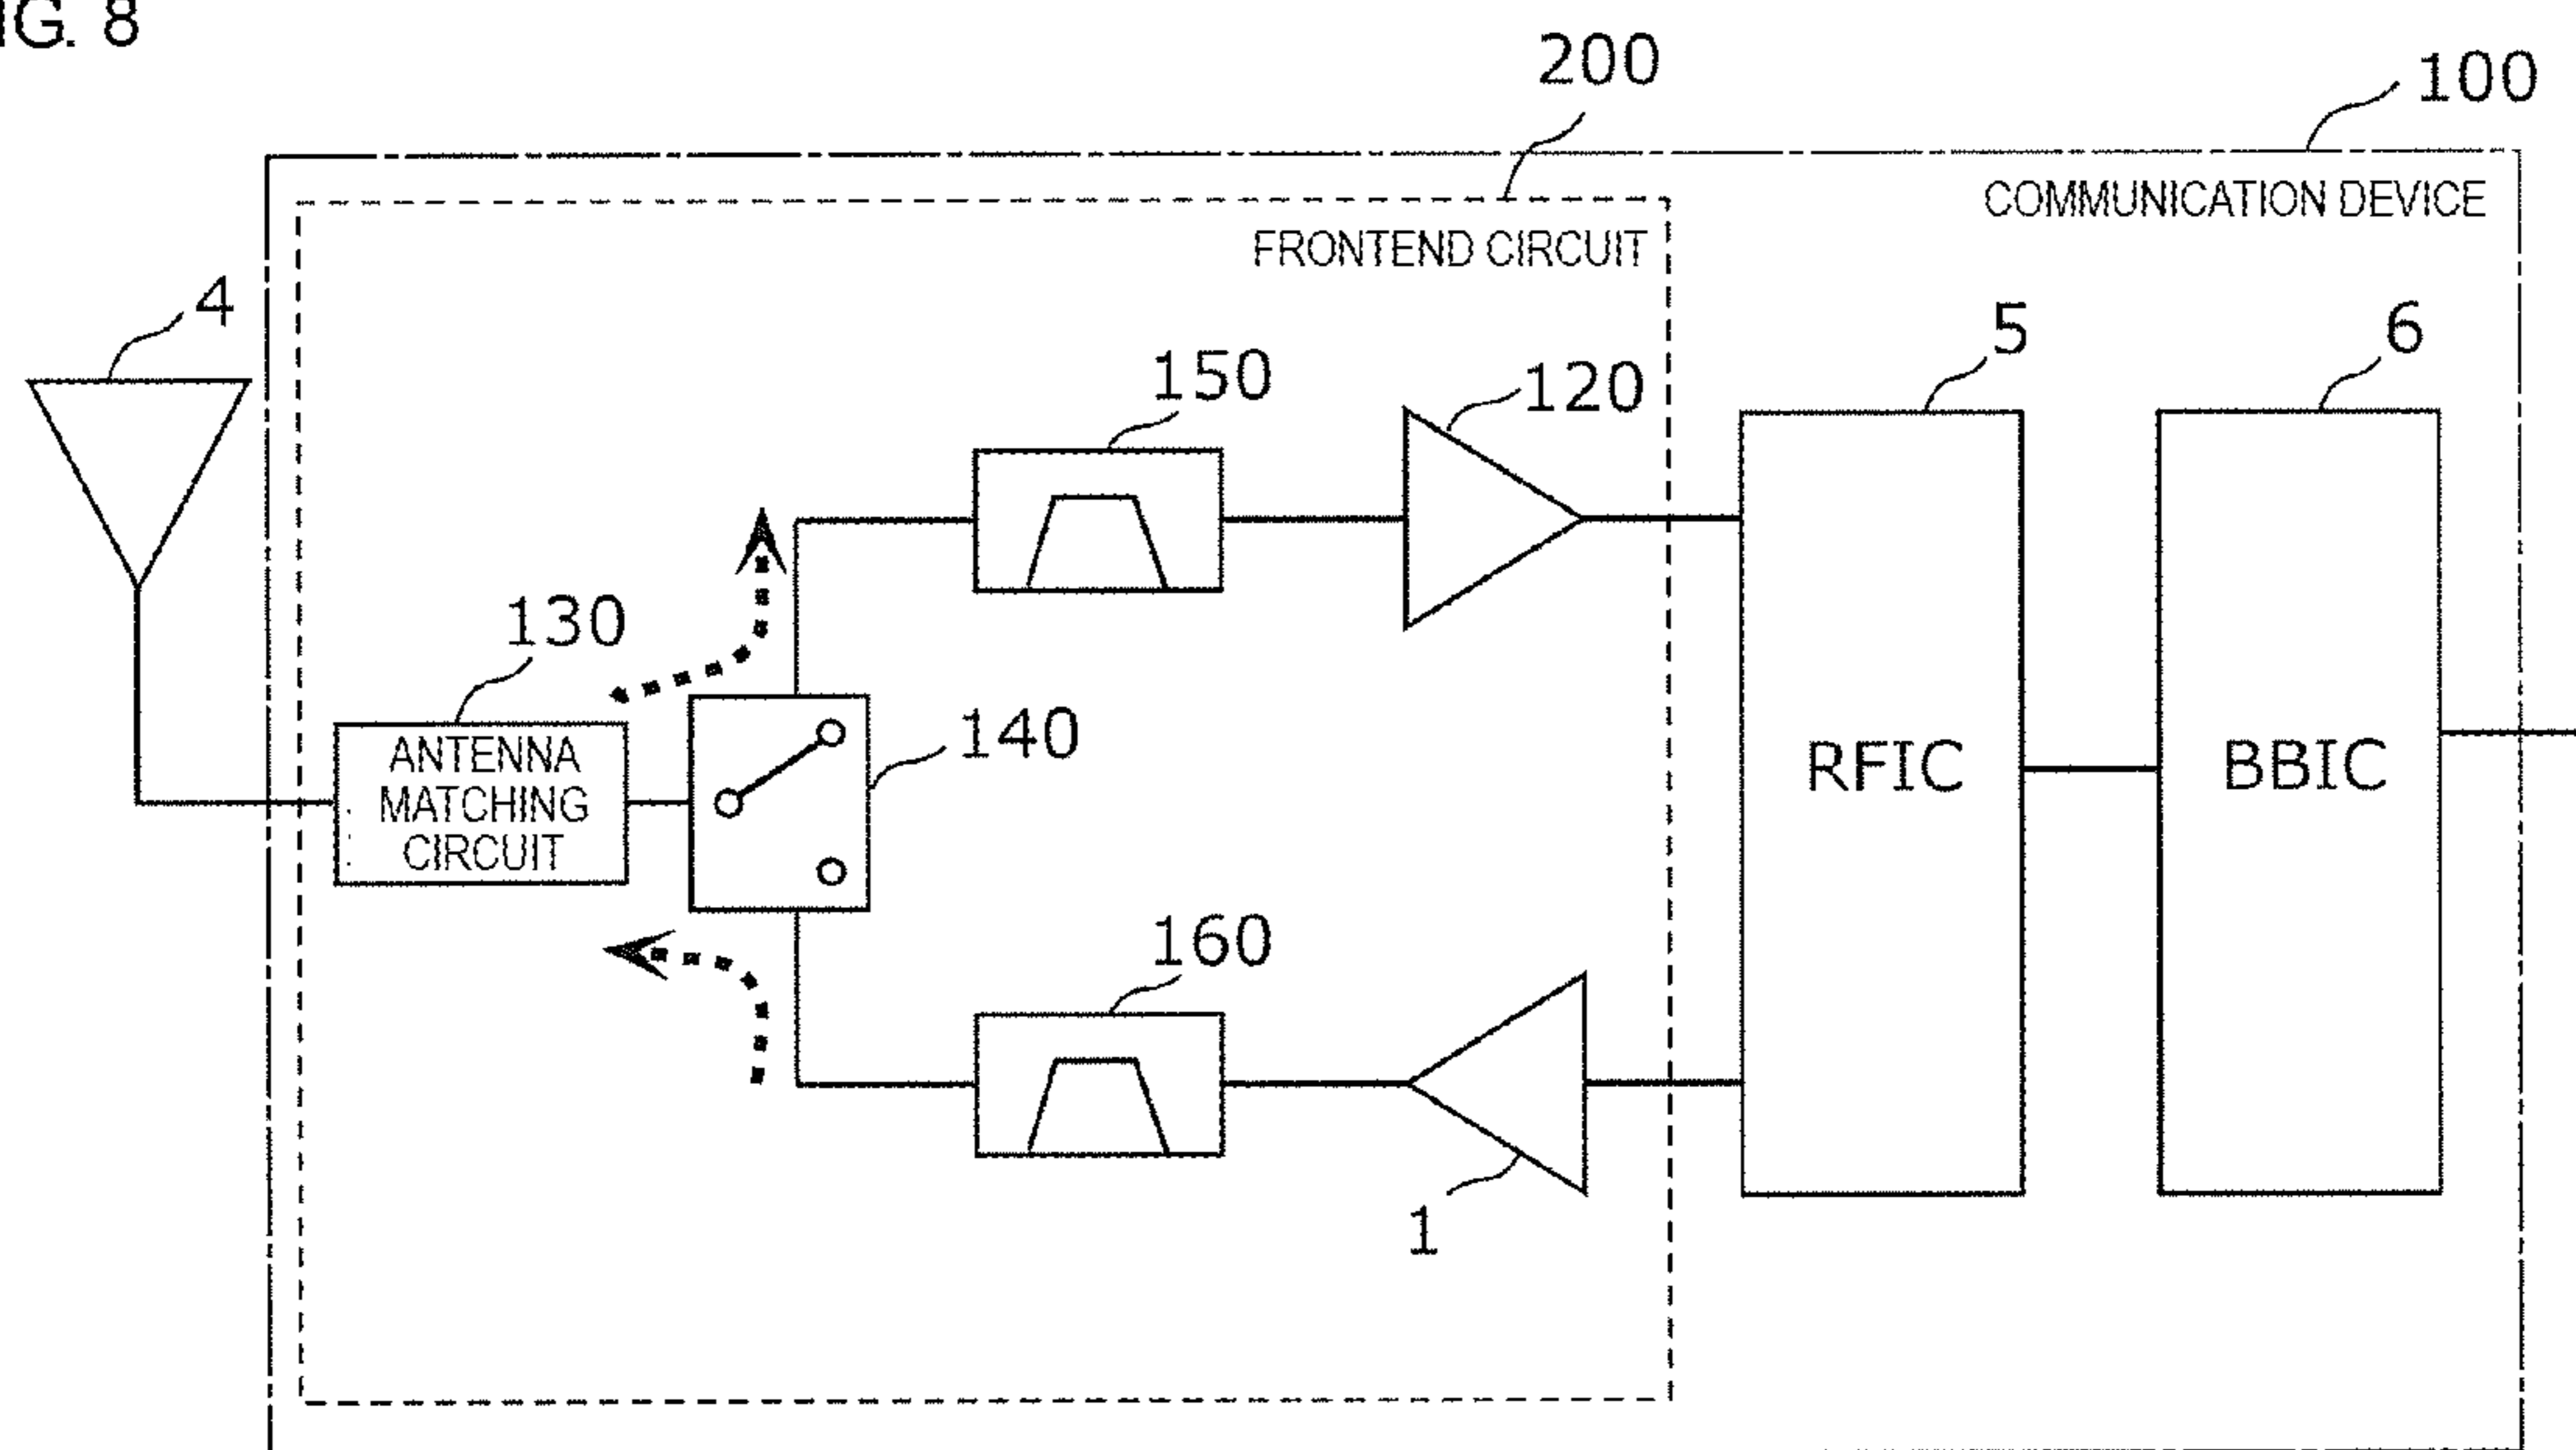 IG. 8
200
100
COMMUNICATION DEVICE
FRONTEND CIRCUIT
4
5
6
150
120
130
ANTENNA
MATCHING
CIRCUIT
140
RFIC
BBIC
160
1